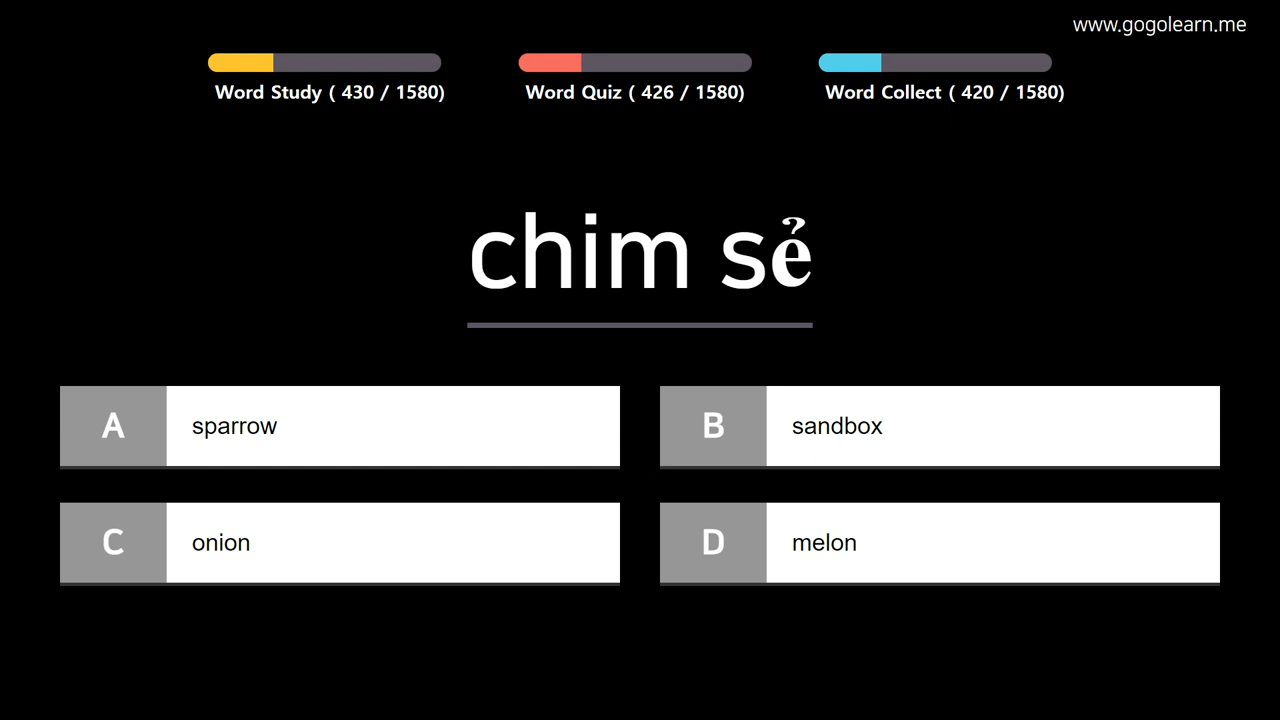 www.gogolearn.me
Word Study ( 430 / 1580)
Word Quiz ( 426 / 1580)
Word Collect ( 420 / 1580)
chim sẻ
A sparrow
B sandbox
C onion
D melon